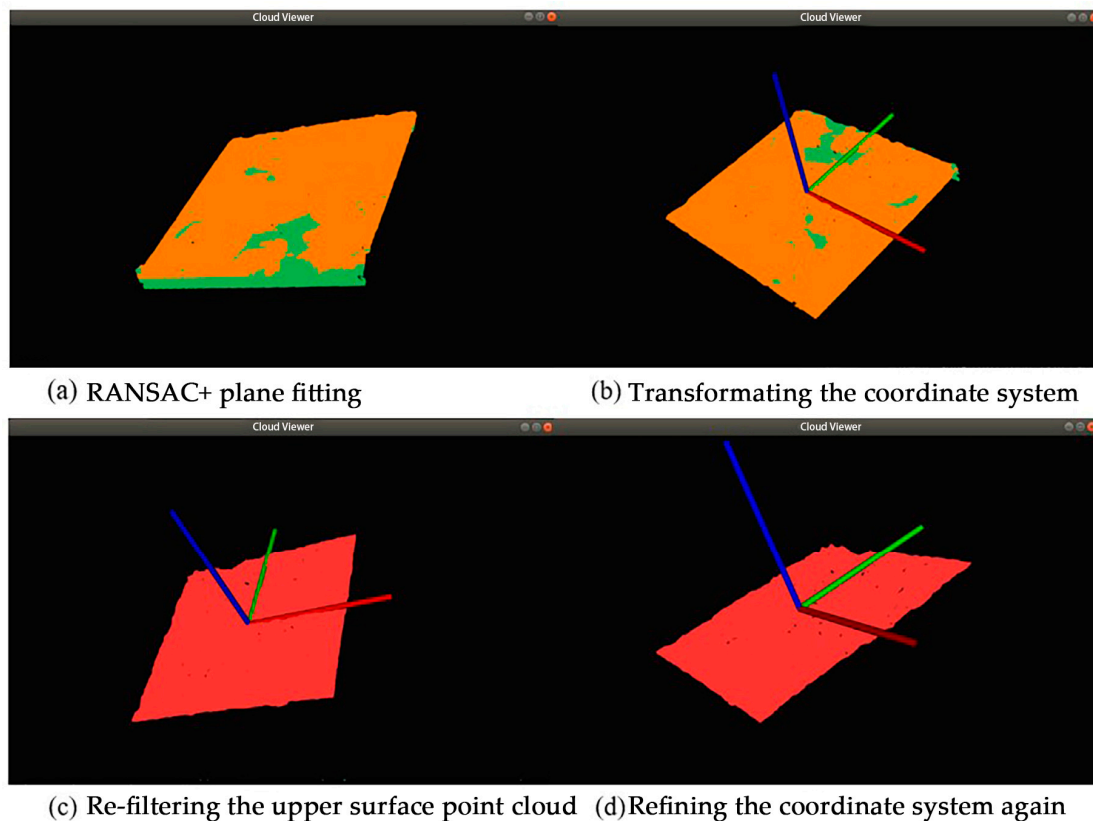 Cloud Viewer
Cloud Viewer
(a) RANSAC+ plane fitting
(b) Transformating the coordinate system
Cloud Viewer
Cloud Viewer
(c) Re-filtering the upper surface point cloud
(d) Refining the coordinate system again